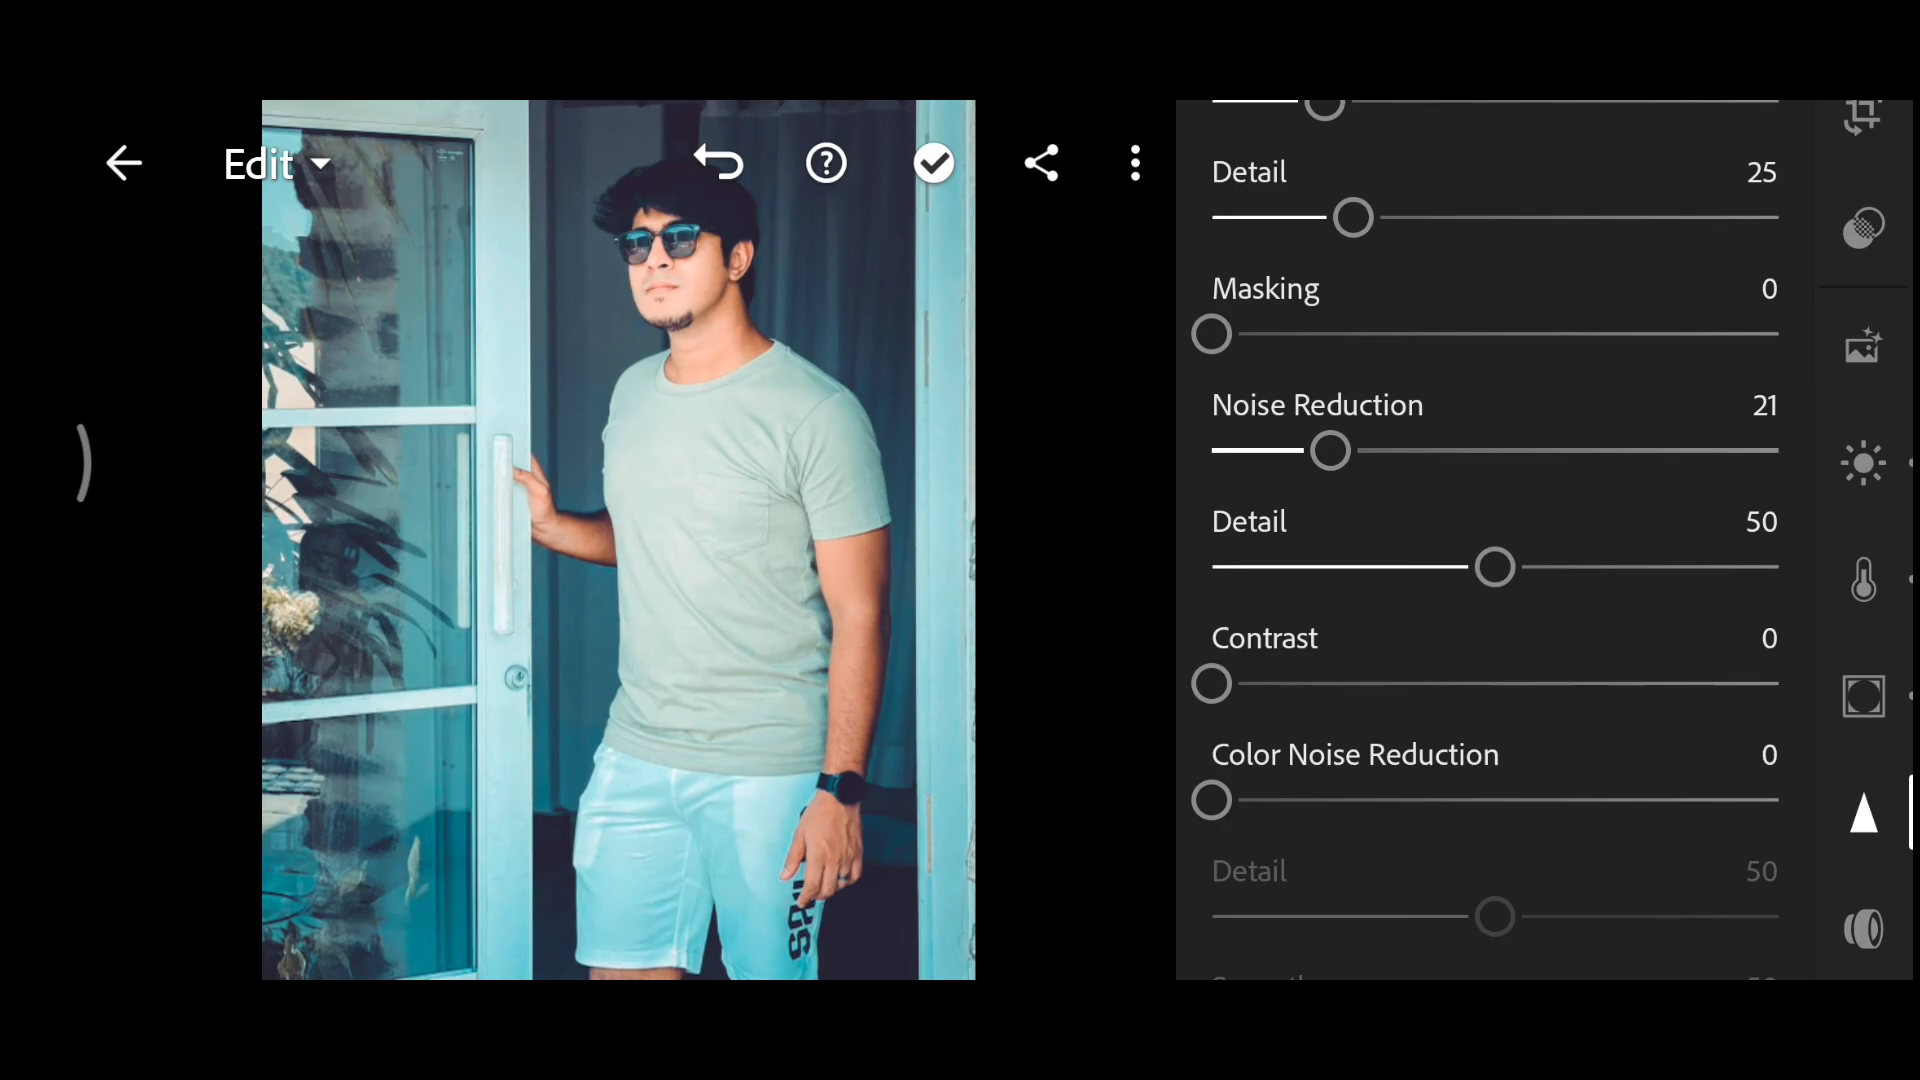 Edit
Detail 25
Masking 0
Noise Reduction 21
Detail 50
Contrast 0
Color Noise Reduction 0
Detail 50